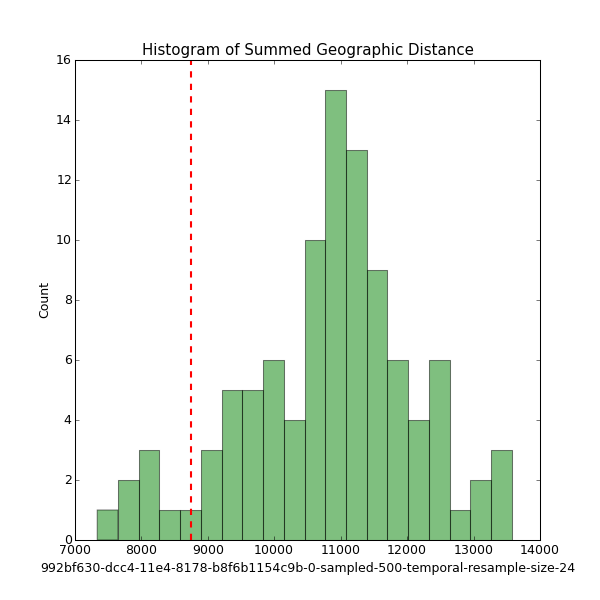 Histogram of Summed Geographic Distance
16
14
12
10
8
6
4
2
0
Count
7000 8000 9000 10000 11000 12000 13000 14000
992bf630-dcc4-11e4-8178-b8f6b1154c9b-0-sampled-500-temporal-resample-size-24